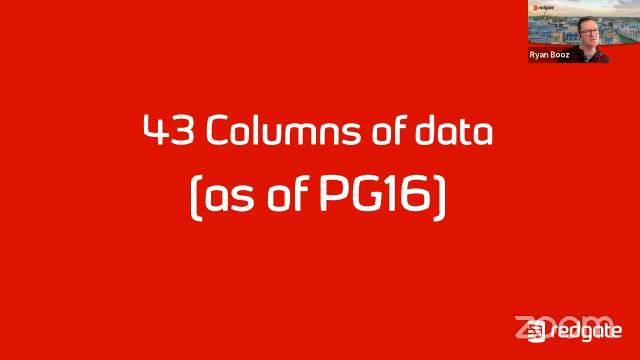 redgate
Ryan Booz
43 Columns of data
(as of PG16)
zoom
redgate